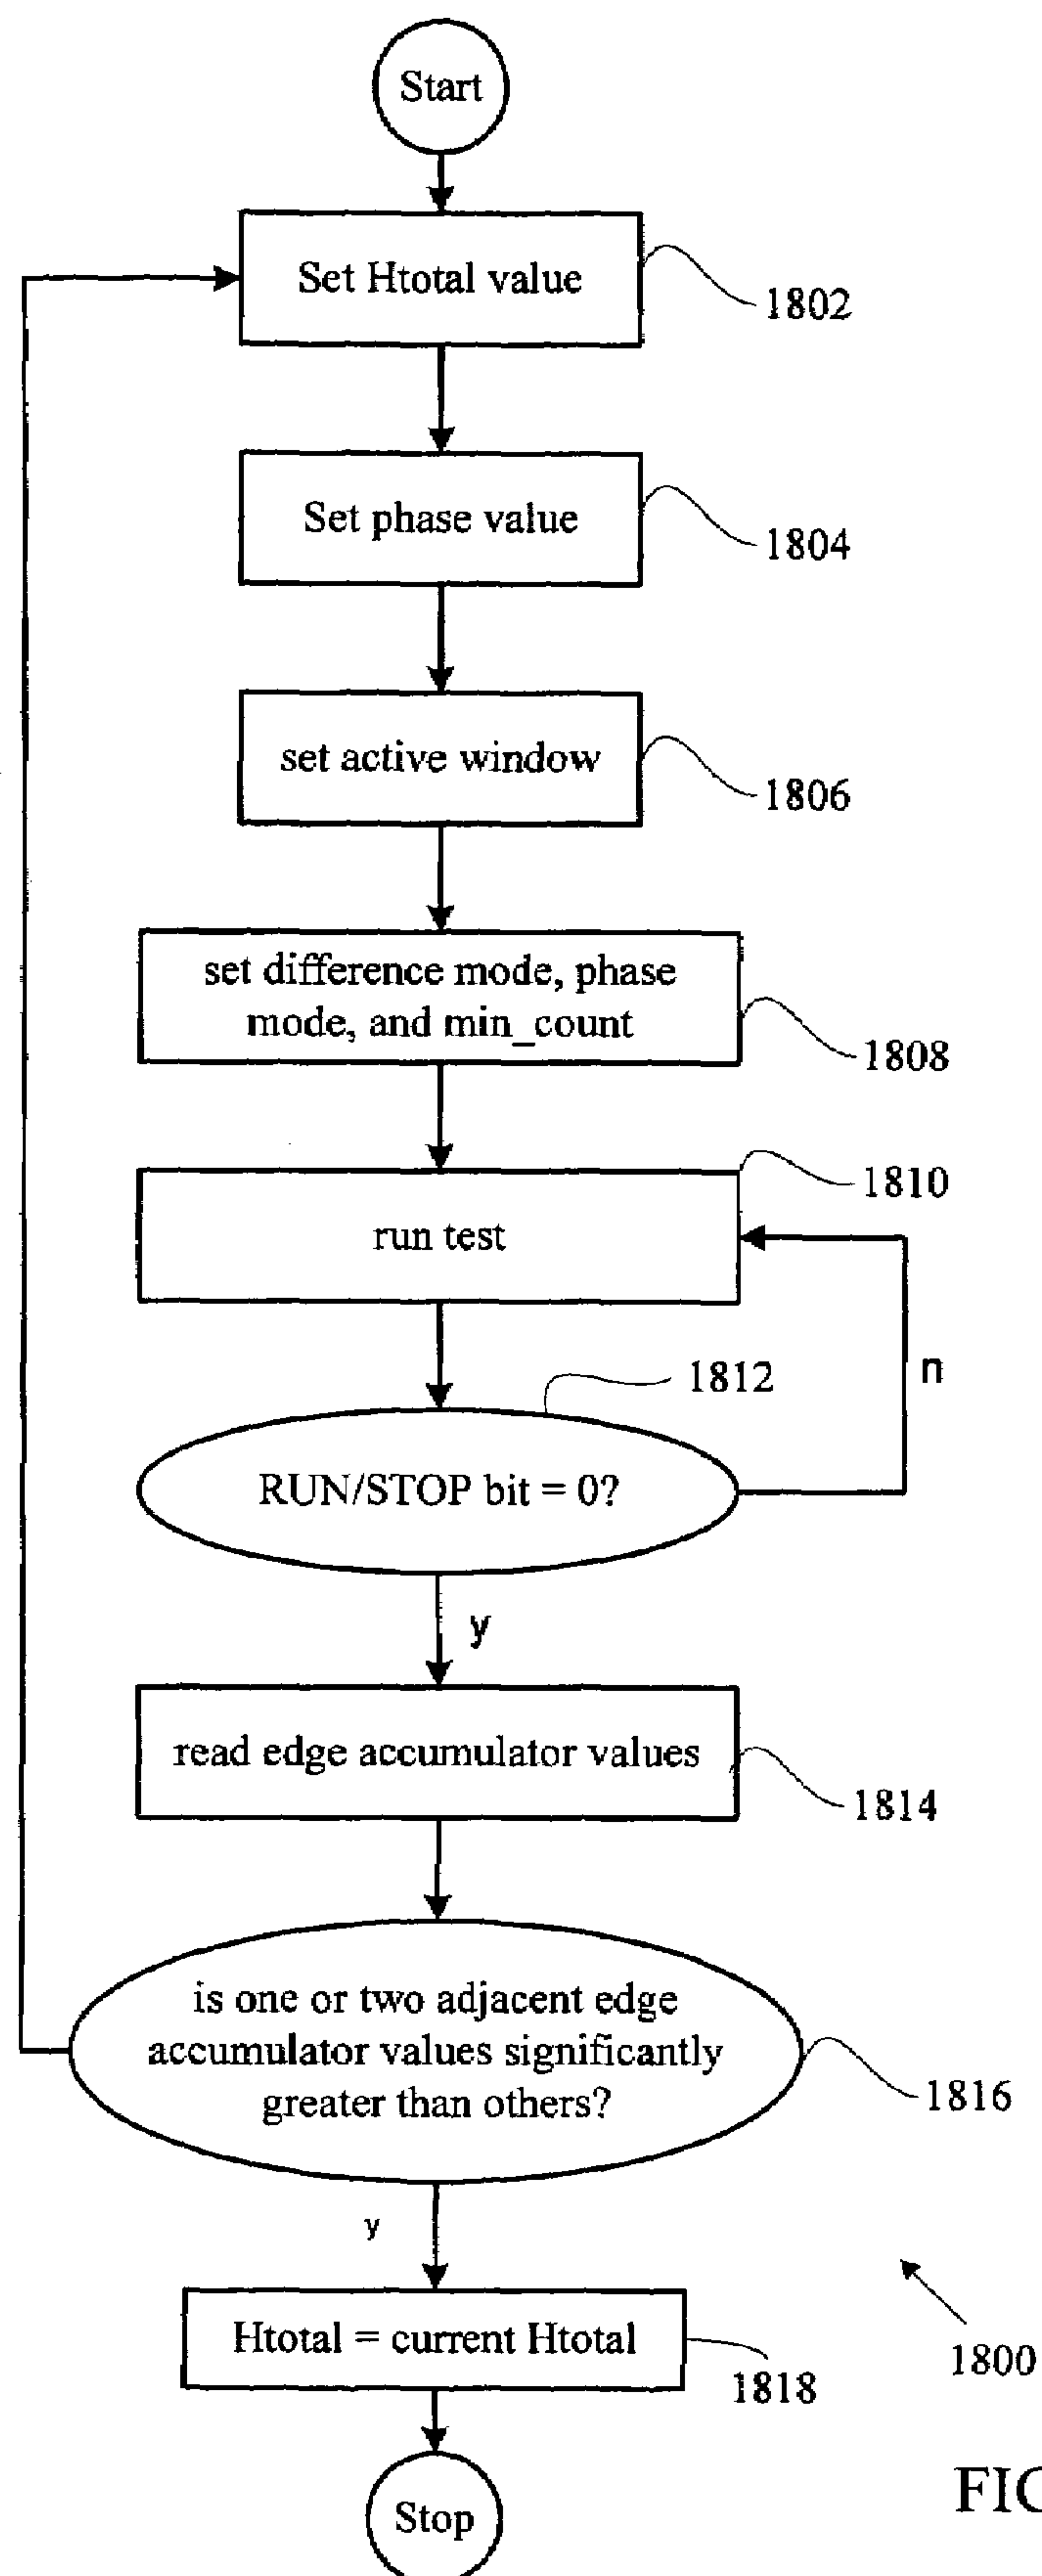 Start
Set Htotal value
1802
Set phase value
1804
set active window
1806
set difference mode, phase
mode, and min_count
1808
1810
run test
n
1812
RUN/STOP bit = 0?
y
read edge accumulator values
1814
is one or two adjacent edge
accumulator values significantly
greater than others?
1816
y
Htotal = current Htotal
1818
1800
Stop